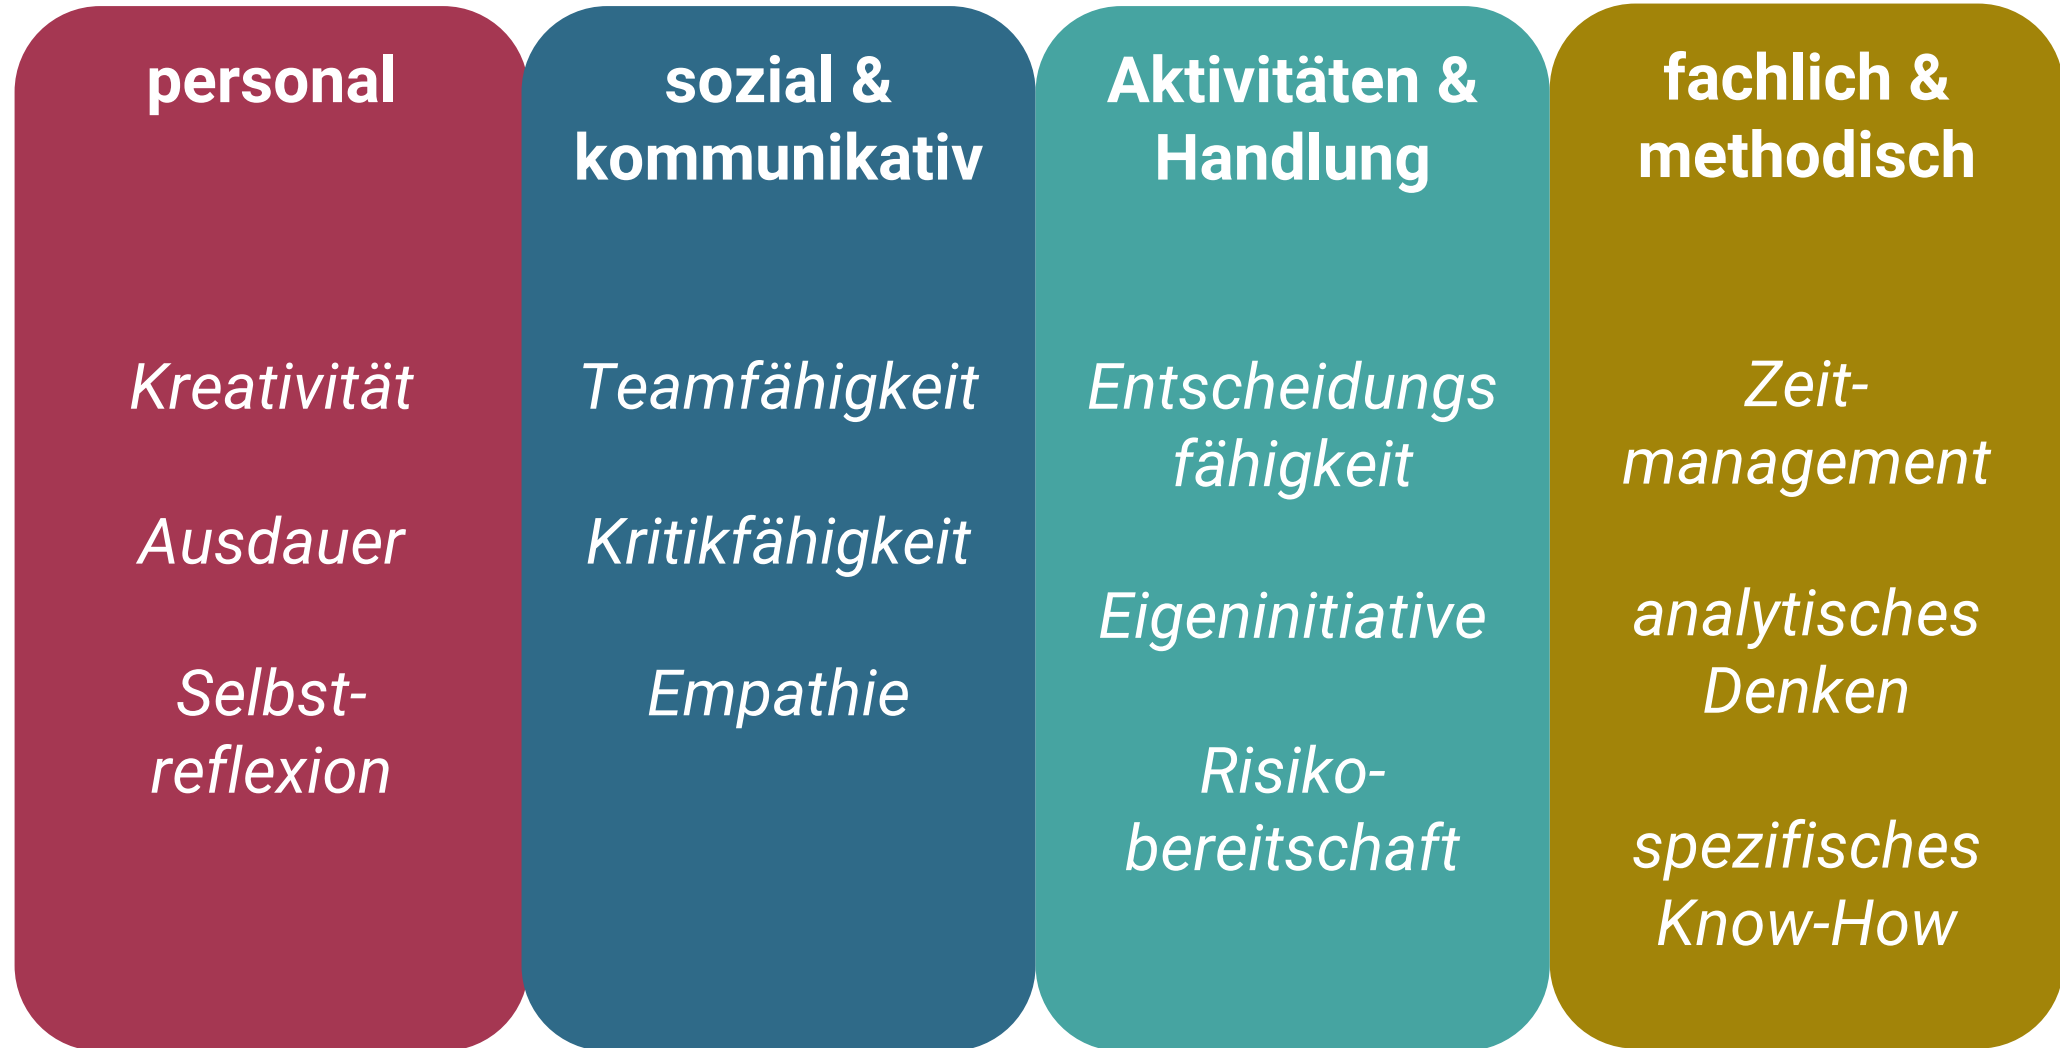 personal
Kreativität
Ausdauer
Selbst-
reflexion
sozial &
kommunikativ
Teamfähigkeit
Kritikfähigkeit
Empathie
Aktivitäten &
Handlung
Entscheidungs
fähigkeit
Eigeninitiative
Risiko-
bereitschaft
fachlich &
methodisch
Zeit-
management
analytisches
Denken
spezifisches
Know-How